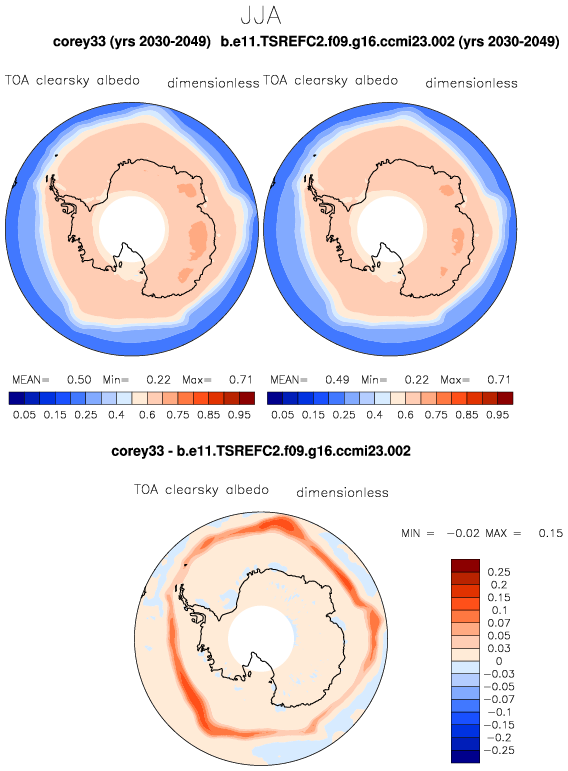 JJA
corey33 (yrs 2030-2049) b.e11.TSREFC2.f09.g16.ccmi23.002 (yrs 2030-2049)
TOA clearsky albedo dimensionless TOA clearsky albedo dimensionless
MEAN= 0.50 Min= 0.22 Max= 0.71 MEAN= 0.49 Min= 0.22 Max= 0.71
0.05 0.15 0.25 0.4 0.6 0.75 0.85 0.95 0.05 0.15 0.25 0.4 0.6 0.75 0.85 0.95
corey33 - b.e11.TSREFC2.f09.g16.ccmi23.002
TOA clearsky albedo dimensionless
MIN = -0.02 MAX = 0.15
0.25
0.2
0.15
0.1
0.07
0.05
0.03
0
-0.03
-0.05
-0.07
-0.1
-0.15
-0.2
-0.25